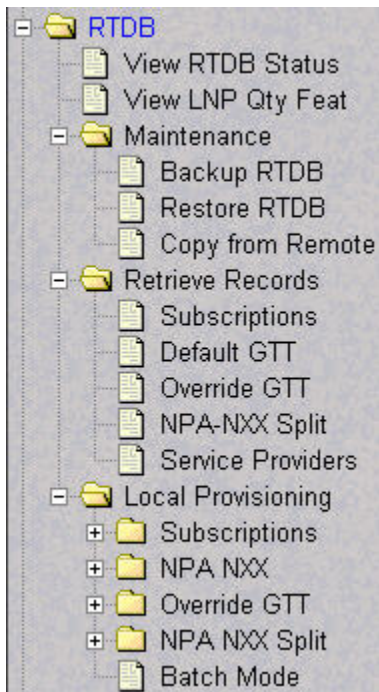 RTDB
View RTDB Status
View LNP Qty Feat
Maintenance
Backup RTDB
Restore RTDB
Copy from Remote
Retrieve Records
Subscriptions
Default GTT
Override GTT
NPA-NXX Split
Service Providers
Local Provisioning
Subscriptions
NPA NXX
Override GTT
NPA NXX Split
Batch Mode